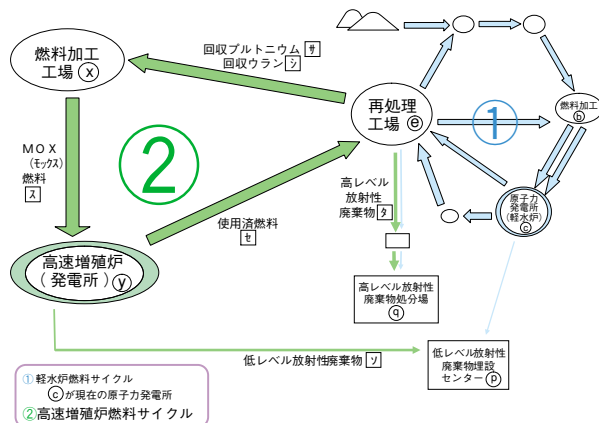 燃料加工
工場ⓧ
回収プルトニウム サ
回収ウラン シ
再処理
工場ⓔ
①
燃料加工
ⓑ
MOX
(モックス)
燃料
ス
②
高レベル
放射性
廃棄物 タ
原子力
発電所
(軽水炉)
ⓒ
使用済燃料
セ
高速増殖炉
(発電所)ⓨ
高レベル放射性
廃棄物処分場
ⓠ
低レベル放射性廃棄物 ソ
低レベル放射性
廃棄物埋設
センターⓟ
①軽水炉燃料サイクル
ⓒが現在の原子力発電所
②高速増殖炉燃料サイクル